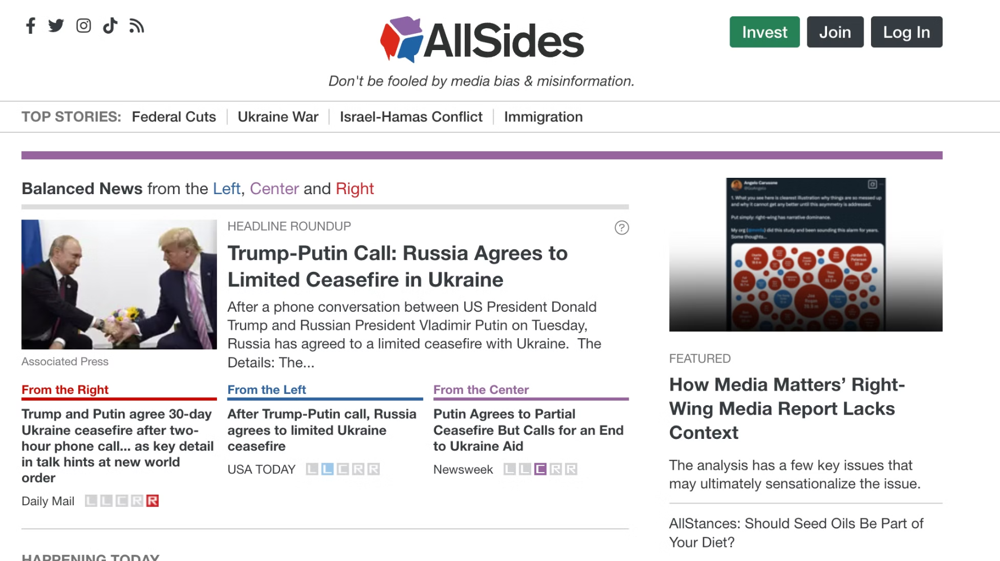 AllSides
Invest
Join
Log In
Don't be fooled by media bias & misinformation.
TOP STORIES: Federal Cuts Ukraine War Israel-Hamas Conflict Immigration
Balanced News from the Left, Center and Right
HEADLINE ROUNDUP
Trump-Putin Call: Russia Agrees to
Limited Ceasefire in Ukraine
After a phone conversation between US President Donald
Trump and Russian President Vladimir Putin on Tuesday,
Russia has agreed to a limited ceasefire with Ukraine. The
Details: The...
Associated Press
From the Right
Trump and Putin agree 30-day
Ukraine ceasefire after two-
hour phone call... as key detail
in talk hints at new world
order
Daily Mail L L C R R
From the Left
After Trump-Putin call, Russia
agrees to limited Ukraine
ceasefire
USA TODAY L L C R R
From the Center
Putin Agrees to Partial
Ceasefire But Calls for an End
to Ukraine Aid
Newsweek L L C R R
HAPPENING TODAY
Angelo Carusone
1. What you see here is clearest illustration why things are so messed up
and why it cannot get any better until this asymmetry is addressed.
Put simply: right-wing has narrative dominance.
My org did this study and been sounding this alarm for years.
Some thoughts...
Jordan B.
Peterson
Joe
Rogan
FEATURED
How Media Matters’ Right-
Wing Media Report Lacks
Context
The analysis has a few key issues that
may ultimately sensationalize the issue.
AllStances: Should Seed Oils Be Part of
Your Diet?